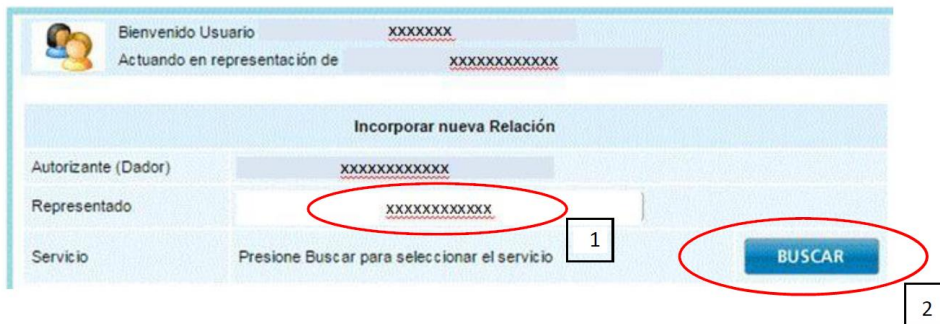 Bienvenido Usuario xxxxxxx
Actuando en representación de xxxxxxxxxxxx
Incorporar nueva Relación
Autorizante (Dador) xxxxxxxxxxxx
Representado xxxxxxxxxxxx
1
Servicio Presione Buscar para seleccionar el servicio BUSCAR
2